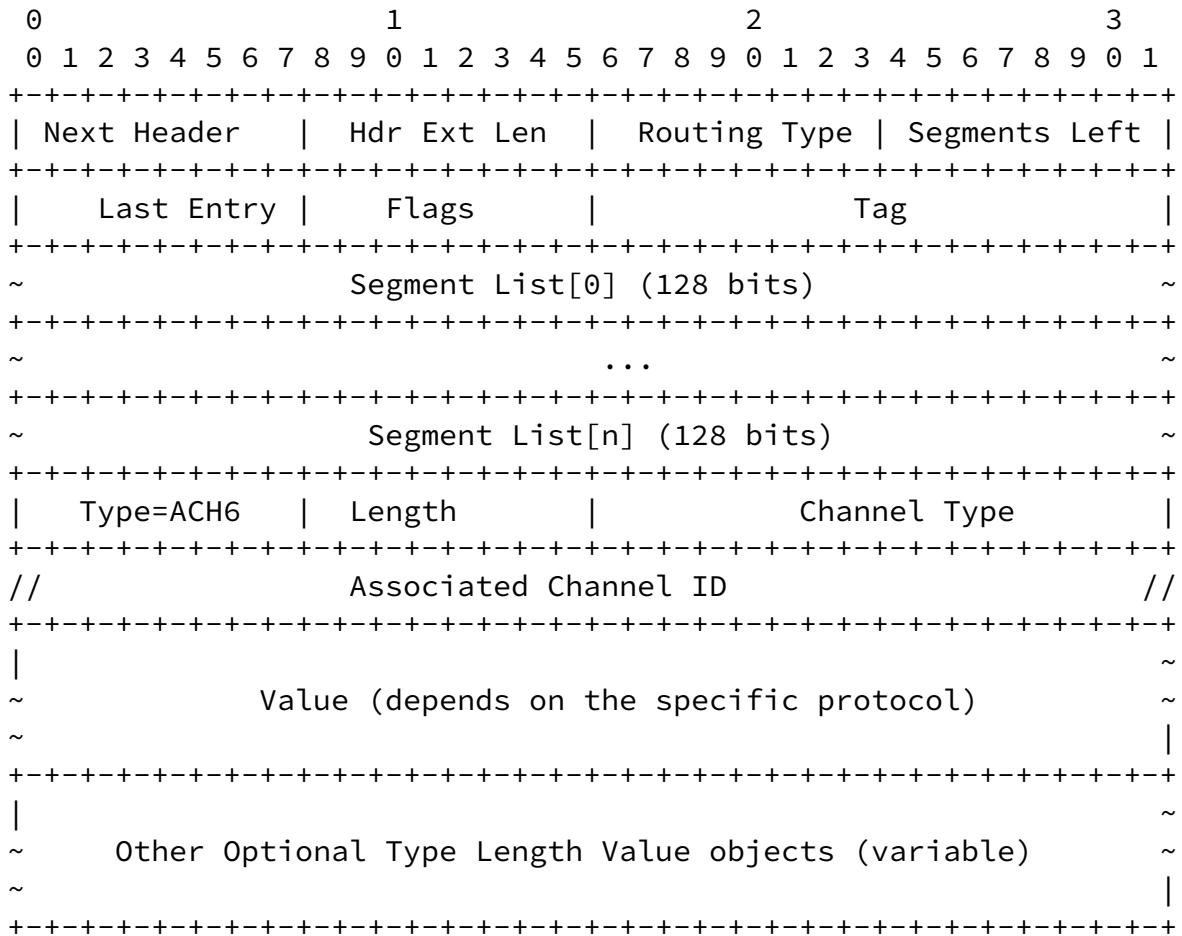 0                   1                   2                   3
 0 1 2 3 4 5 6 7 8 9 0 1 2 3 4 5 6 7 8 9 0 1 2 3 4 5 6 7 8 9 0 1
+-+-+-+-+-+-+-+-+-+-+-+-+-+-+-+-+-+-+-+-+-+-+-+-+-+-+-+-+-+-+-+-+
| Next Header   |  Hdr Ext Len  |  Routing Type | Segments Left |
+-+-+-+-+-+-+-+-+-+-+-+-+-+-+-+-+-+-+-+-+-+-+-+-+-+-+-+-+-+-+-+-+
|    Last Entry |    Flags      |              Tag              |
+-+-+-+-+-+-+-+-+-+-+-+-+-+-+-+-+-+-+-+-+-+-+-+-+-+-+-+-+-+-+-+-+
~                  Segment List[0] (128 bits)                   ~
+-+-+-+-+-+-+-+-+-+-+-+-+-+-+-+-+-+-+-+-+-+-+-+-+-+-+-+-+-+-+-+-+
~                                ...                            ~
+-+-+-+-+-+-+-+-+-+-+-+-+-+-+-+-+-+-+-+-+-+-+-+-+-+-+-+-+-+-+-+-+
~                   Segment List[n] (128 bits)                  ~
+-+-+-+-+-+-+-+-+-+-+-+-+-+-+-+-+-+-+-+-+-+-+-+-+-+-+-+-+-+-+-+-+
|   Type=ACH6   |  Length       |           Channel Type        |
+-+-+-+-+-+-+-+-+-+-+-+-+-+-+-+-+-+-+-+-+-+-+-+-+-+-+-+-+-+-+-+-+
//                 Associated Channel ID                       //
+-+-+-+-+-+-+-+-+-+-+-+-+-+-+-+-+-+-+-+-+-+-+-+-+-+-+-+-+-+-+-+-+
|                                                               ~
~             Value (depends on the specific protocol)          ~
~                                                               |
+-+-+-+-+-+-+-+-+-+-+-+-+-+-+-+-+-+-+-+-+-+-+-+-+-+-+-+-+-+-+-+-+
|                                                               ~
~     Other Optional Type Length Value objects (variable)       ~
~                                                               |
+-+-+-+-+-+-+-+-+-+-+-+-+-+-+-+-+-+-+-+-+-+-+-+-+-+-+-+-+-+-+-+-+